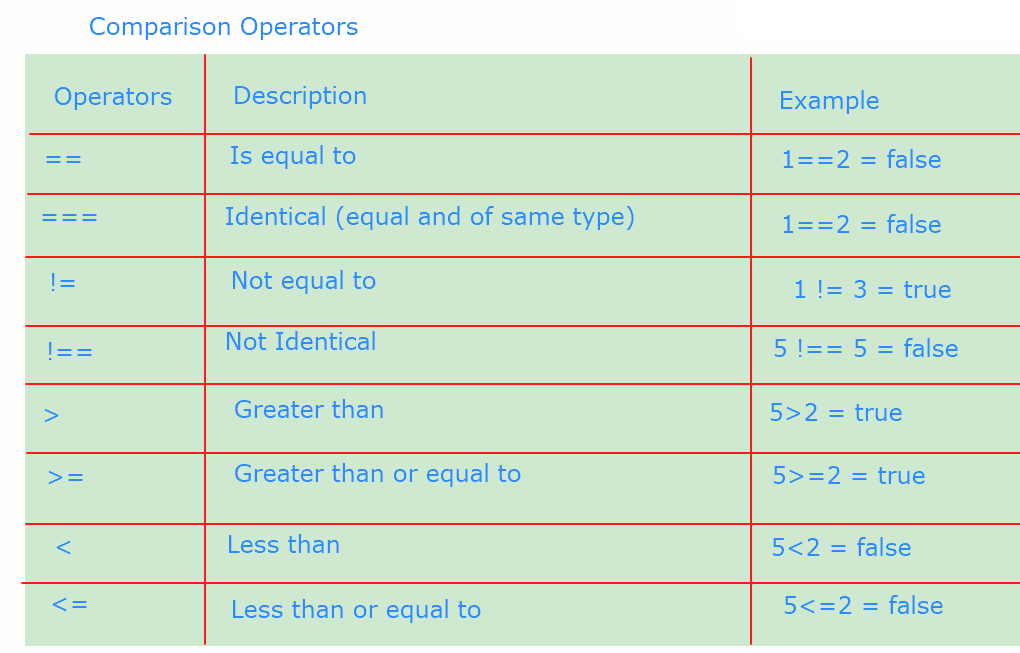 Comparison Operators
Operators Description Example
== Is equal to 1==2 = false
=== Identical (equal and of same type) 1==2 = false
!= Not equal to 1 != 3 = true
!== Not Identical 5 !== 5 = false
> Greater than 5>2 = true
>= Greater than or equal to 5>=2 = true
< Less than 5<2 = false
<= Less than or equal to 5<=2 = false